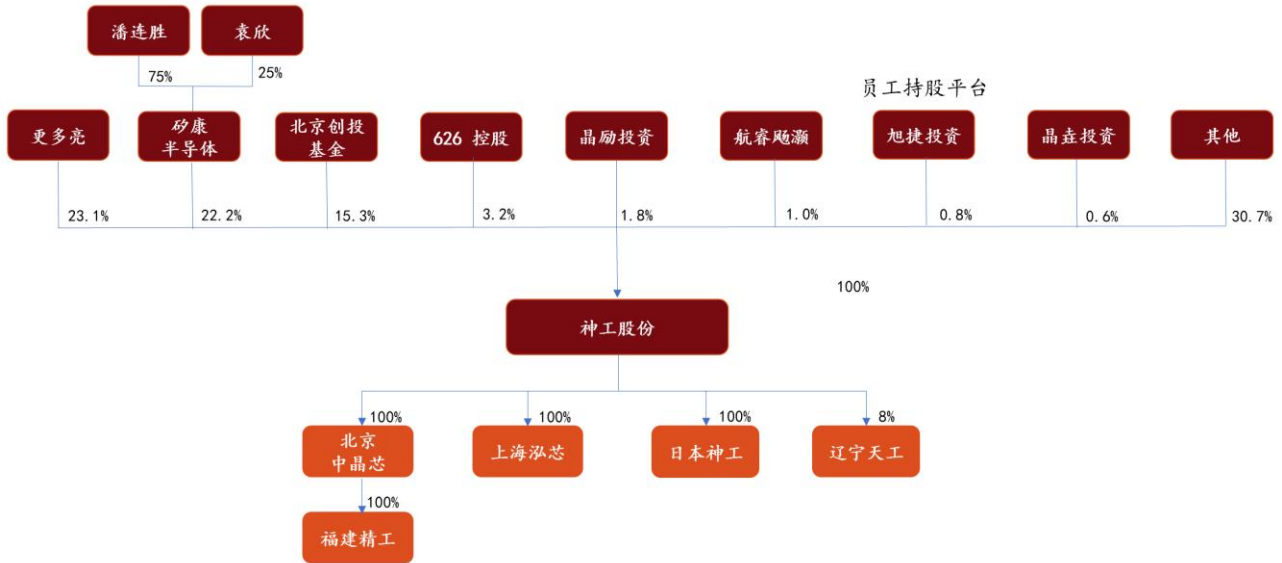 潘连胜
袁欣
75%
25%
员工持股平台
更多亮
矽康
半导体
北京创投
基金
626 控股
晶励投资
航睿飏灏
旭捷投资
晶垚投资
其他
23.1%
22.2%
15.3%
3.2%
1.8%
1.0%
0.8%
0.6%
30.7%
100%
神工股份
100%
100%
100%
8%
北京
中晶芯
上海泓芯
日本神工
辽宁天工
100%
福建精工